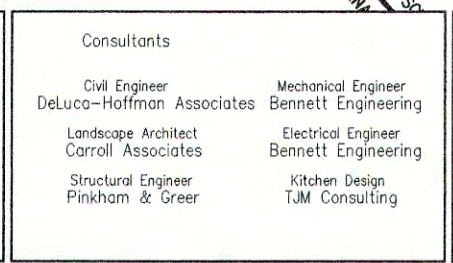 Consultants
Civil Engineer
DeLuca-Hoffman Associates
Landscape Architect
Carroll Associates
Structural Engineer
Pinkham & Greer
Mechanical Engineer
Bennett Engineering
Electrical Engineer
Bennett Engineering
Kitchen Design
TJM Consulting